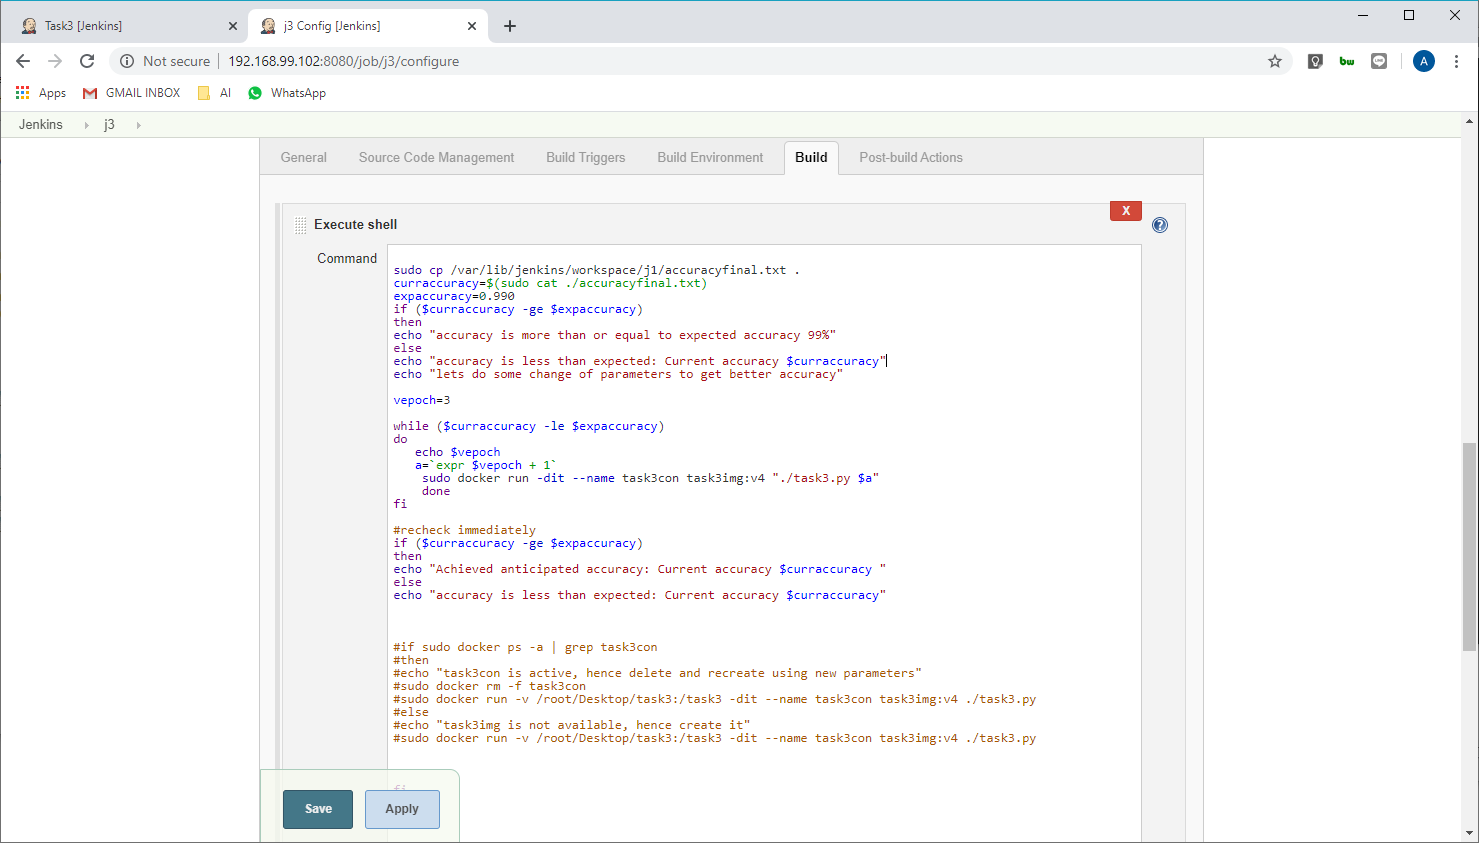 Task3 [Jenkins]
j3 Config [Jenkins]
Not secure
192.168.99.102:8080/job/j3/configure
bw
A
Apps
GMAIL INBOX
AI
WhatsApp
Jenkins
j3
General
Source Code Management
Build Triggers
Build Environment
Build
Post-build Actions
X
Execute shell
?
Command
sudo cp /var/lib/jenkins/workspace/j1/accuracyfinal.txt .
curraccuracy=$(sudo cat ./accuracyfinal.txt)
expaccuracy=0.990
if ($curraccuracy -ge $expaccuracy)
then
echo "accuracy is more than or equal to expected accuracy 99%"
else
echo "accuracy is less than expected: Current accuracy $curraccuracy"
echo "lets do some change of parameters to get better accuracy"
vepoch=3
while ($curraccuracy -le $expaccuracy)
do
echo $vepoch
a=`expr $vepoch + 1`
sudo docker run -dit --name task3con task3img:v4 "./task3.py $a"
done
fi
#recheck immediately
if ($curraccuracy -ge $expaccuracy)
then
echo "Achieved anticipated accuracy: Current accuracy $curraccuracy "
else
echo "accuracy is less than expected: Current accuracy $curraccuracy"
#if sudo docker ps -a | grep task3con
#then
#echo "task3con is active, hence delete and recreate using new parameters"
#sudo docker rm -f task3con
#sudo docker run -v /root/Desktop/task3:/task3 -dit --name task3con task3img:v4 ./task3.py
#else
#echo "task3img is not available, hence create it"
#sudo docker run -v /root/Desktop/task3:/task3 -dit --name task3con task3img:v4 ./task3.py
fi
Save
Apply